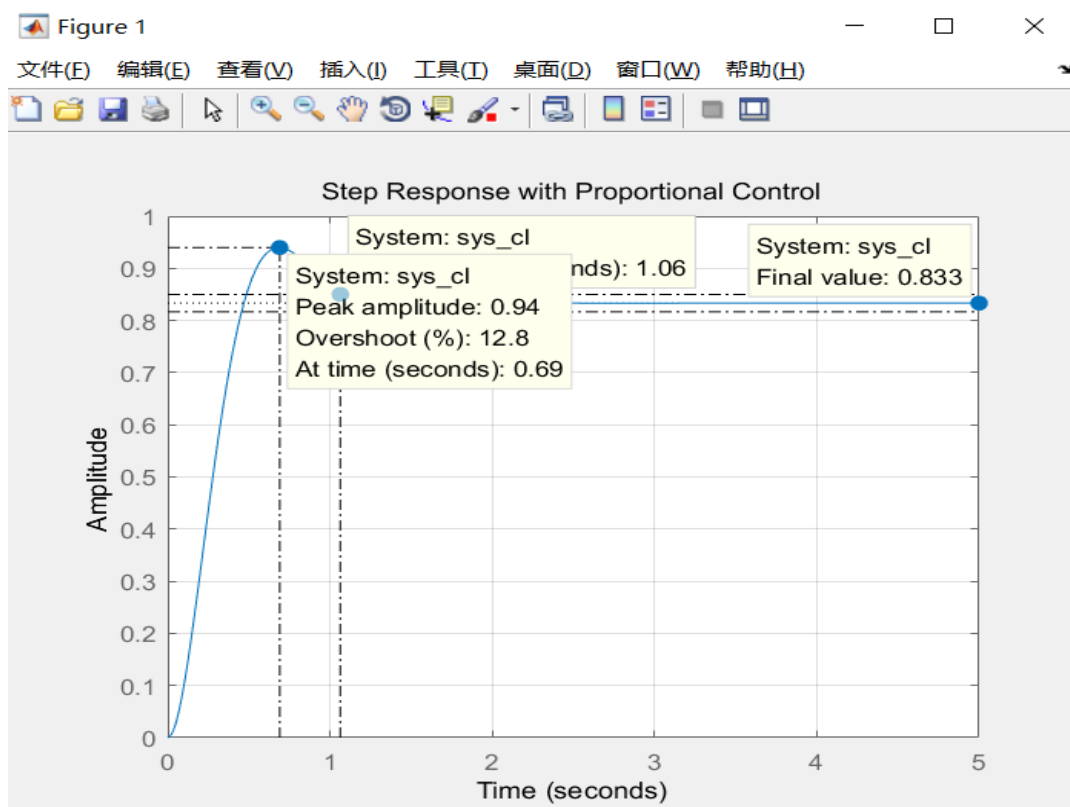 Figure 1
文件(F) 编辑(E) 查看(V) 插入(I) 工具(T) 桌面(D) 窗口(W) 帮助(H)
Step Response with Proportional Control
System: sys_cl
nds): 1.06
System: sys_cl
Peak amplitude: 0.94
Overshoot (%): 12.8
At time (seconds): 0.69
System: sys_cl
Final value: 0.833
1
0.9
0.8
0.7
0.6
0.5
0.4
0.3
0.2
0.1
0
Amplitude
0 1 2 3 4 5
Time (seconds)